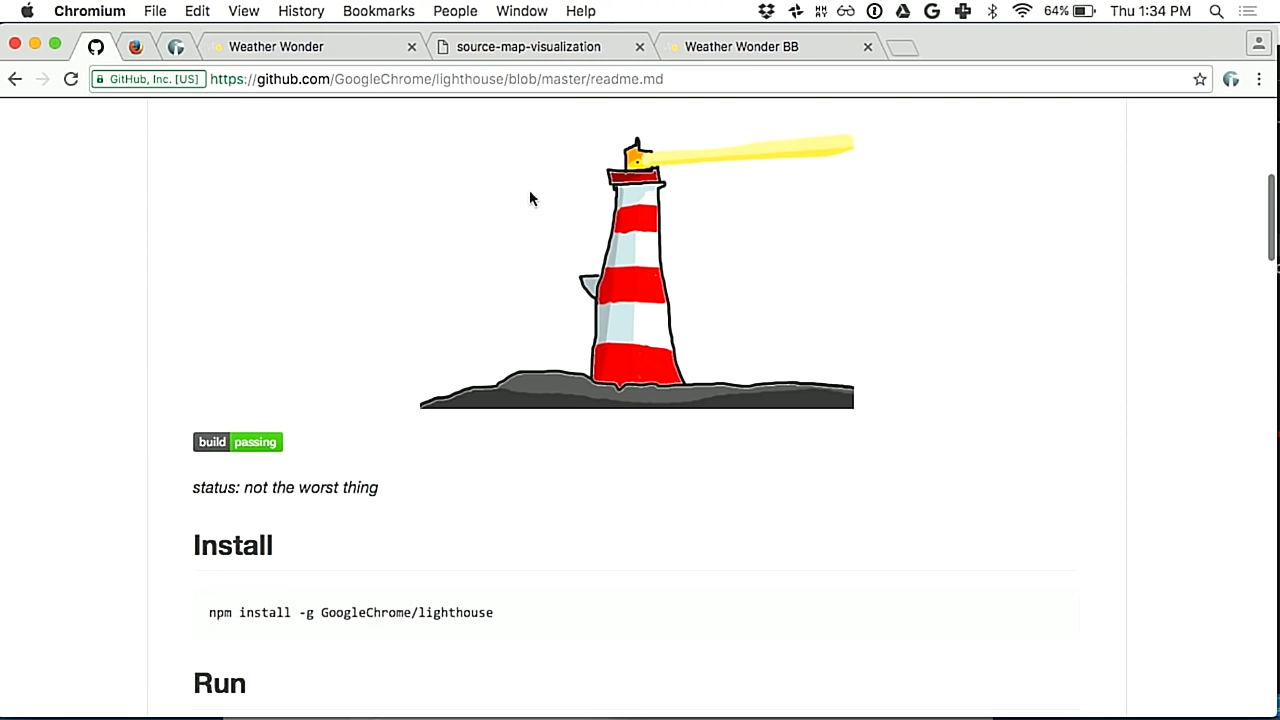 Chromium File Edit View History Bookmarks People Window Help 64% Thu 1:34 PM
Weather Wonder source-map-visualization Weather Wonder BB
GitHub, Inc. [US] https://github.com/GoogleChrome/lighthouse/blob/master/readme.md
build passing
status: not the worst thing
Install
npm install -g GoogleChrome/lighthouse
Run